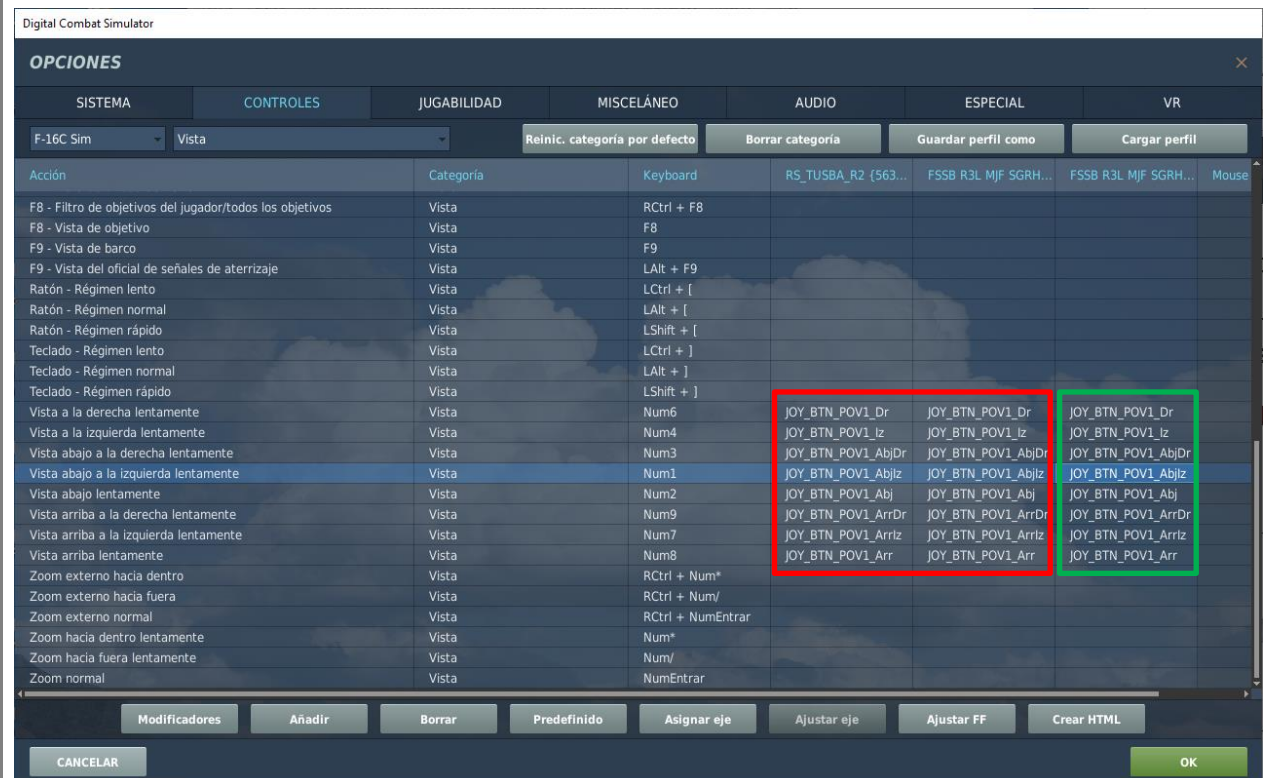 Digital Combat Simulator
OPCIONES
SISTEMA CONTROLES JUGABILIDAD MISCELÁNEO AUDIO ESPECIAL VR
F-16C Sim Vista Reinic. categoría por defecto Borrar categoría Guardar perfil como Cargar perfil
Acción Categoría Keyboard RS_TUSBA_R2 {563... FSSB R3L MJF SGRH... FSSB R3L MJF SGRH... Mouse
F8 - Filtro de objetivos del jugador/todos los objetivos Vista RCtrl + F8
F8 - Vista de objetivo Vista F8
F9 - Vista de barco Vista F9
F9 - Vista del oficial de señales de aterrizaje Vista LAlt + F9
Ratón - Régimen lento Vista LCtrl + [
Ratón - Régimen normal Vista LAlt + [
Ratón - Régimen rápido Vista LShift + [
Teclado - Régimen lento Vista LCtrl + ]
Teclado - Régimen normal Vista LAlt + ]
Teclado - Régimen rápido Vista LShift + ]
Vista a la derecha lentamente Vista Num6 JOY_BTN_POV1_Dr JOY_BTN_POV1_Dr JOY_BTN_POV1_Dr
Vista a la izquierda lentamente Vista Num4 JOY_BTN_POV1_Iz JOY_BTN_POV1_Iz JOY_BTN_POV1_Iz
Vista abajo a la derecha lentamente Vista Num3 JOY_BTN_POV1_AbjDr JOY_BTN_POV1_AbjDr JOY_BTN_POV1_AbjDr
Vista abajo a la izquierda lentamente Vista Num1 JOY_BTN_POV1_AbjIz JOY_BTN_POV1_AbjIz JOY_BTN_POV1_AbjIz
Vista abajo lentamente Vista Num2 JOY_BTN_POV1_Abj JOY_BTN_POV1_Abj JOY_BTN_POV1_Abj
Vista arriba a la derecha lentamente Vista Num9 JOY_BTN_POV1_ArrDr JOY_BTN_POV1_ArrDr JOY_BTN_POV1_ArrDr
Vista arriba a la izquierda lentamente Vista Num7 JOY_BTN_POV1_ArrIz JOY_BTN_POV1_ArrIz JOY_BTN_POV1_ArrIz
Vista arriba lentamente Vista Num8 JOY_BTN_POV1_Arr JOY_BTN_POV1_Arr JOY_BTN_POV1_Arr
Zoom externo hacia dentro Vista RCtrl + Num*
Zoom externo hacia fuera Vista RCtrl + Num/
Zoom externo normal Vista RCtrl + NumEntrar
Zoom hacia dentro lentamente Vista Num*
Zoom hacia fuera lentamente Vista Num/
Zoom normal Vista NumEntrar
Modificadores Añadir Borrar Predefinido Asignar eje Ajustar eje Ajustar FF Crear HTML
CANCELAR OK